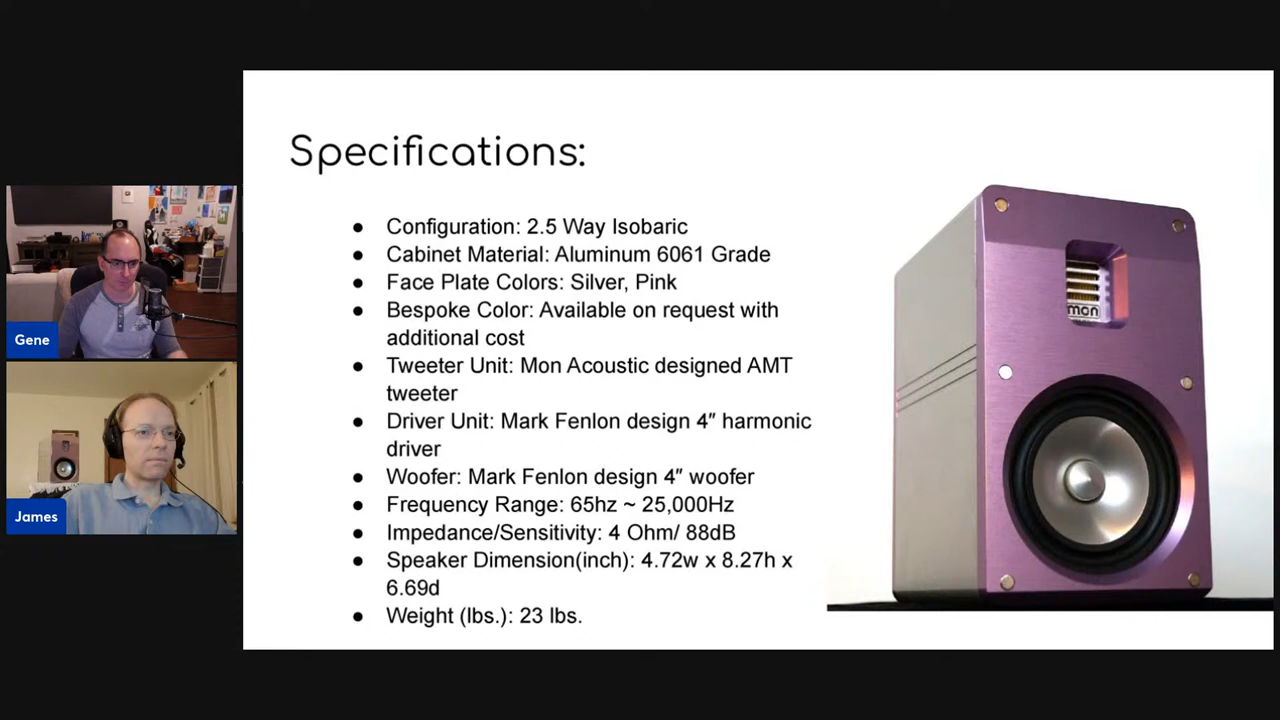 Specifications:
● Configuration: 2.5 Way Isobaric
● Cabinet Material: Aluminum 6061 Grade
● Face Plate Colors: Silver, Pink
● Bespoke Color: Available on request with
additional cost
● Tweeter Unit: Mon Acoustic designed AMT
tweeter
● Driver Unit: Mark Fenlon design 4″ harmonic
driver
● Woofer: Mark Fenlon design 4″ woofer
● Frequency Range: 65hz ~ 25,000Hz
● Impedance/Sensitivity: 4 Ohm/ 88dB
● Speaker Dimension(inch): 4.72w x 8.27h x
6.69d
● Weight (lbs.): 23 lbs.
mon
Gene
James